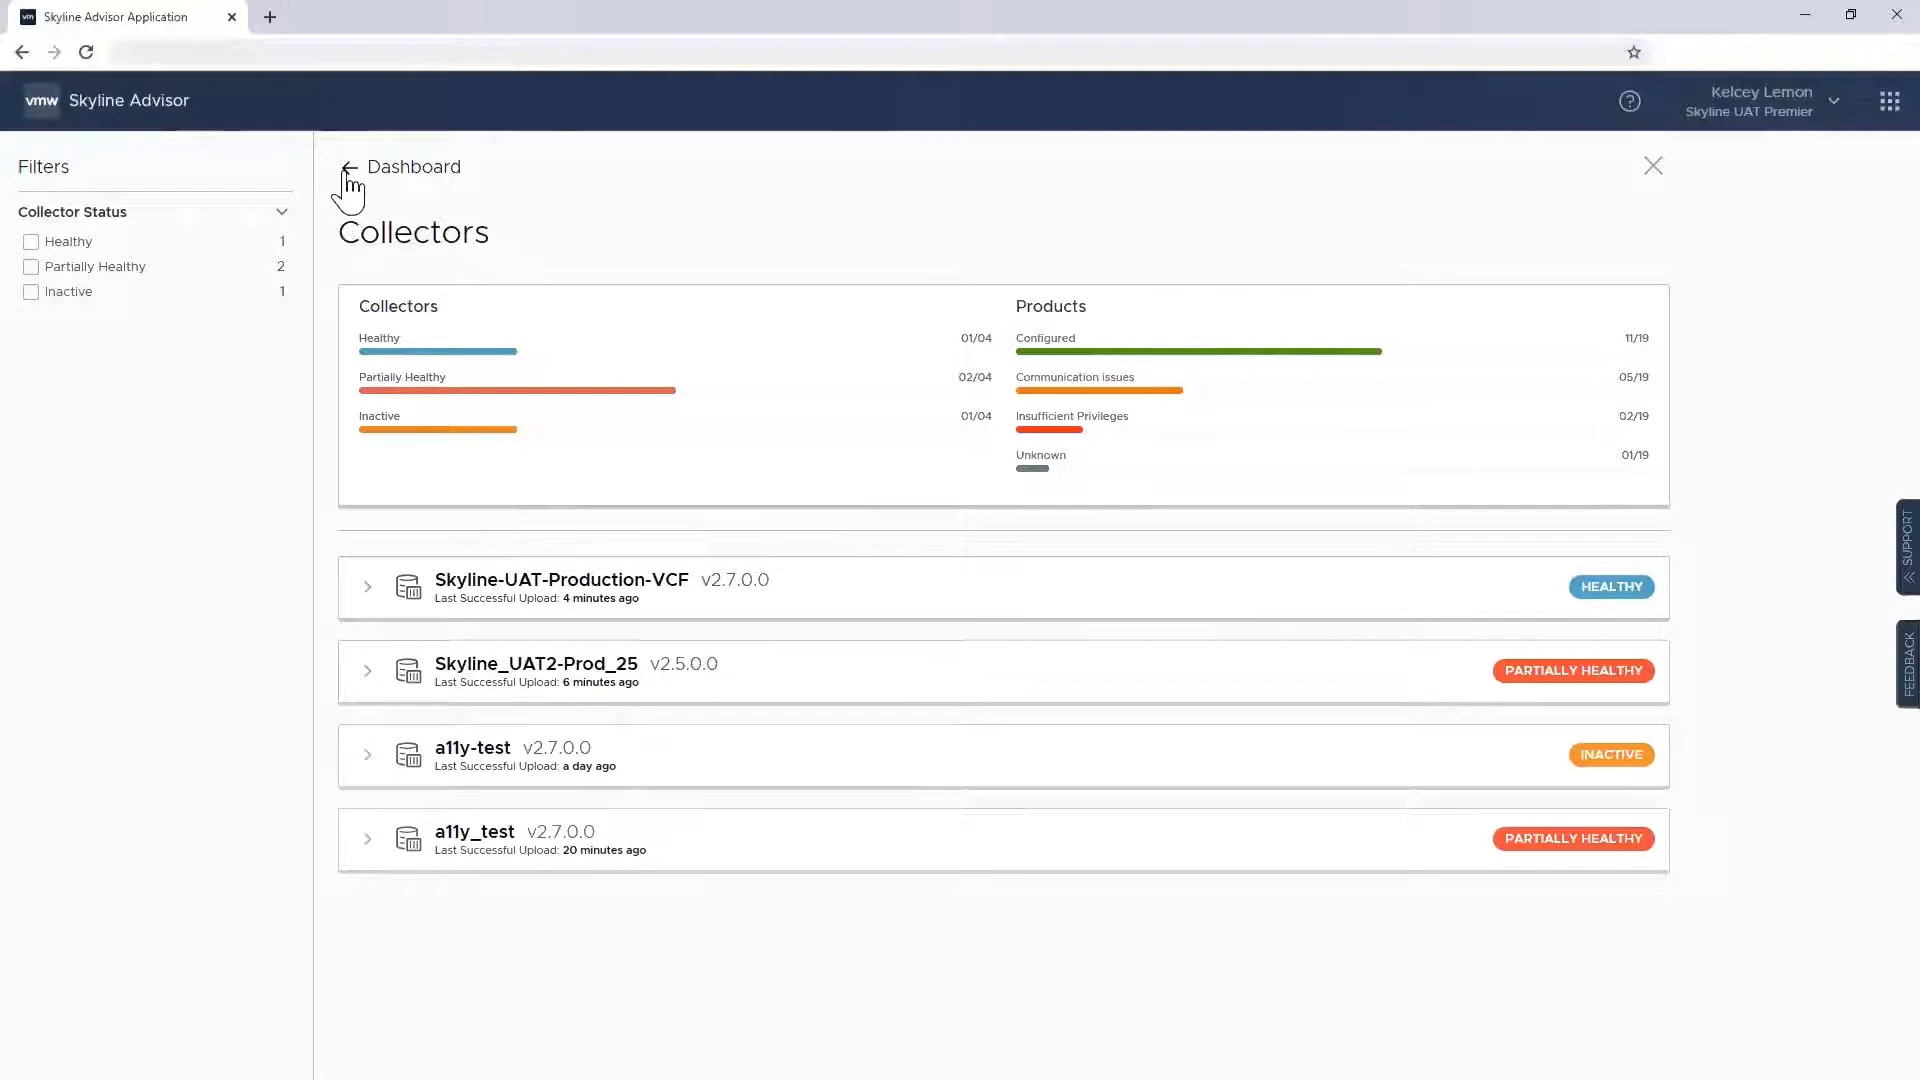 vm Skyline Advisor Application
vmw Skyline Advisor
Kelcey Lemon
Skyline UAT Premier
Filters
Collector Status
Healthy 1
Partially Healthy 2
Inactive 1
Dashboard
Collectors
Collectors
Healthy 01/04
Partially Healthy 02/04
Inactive 01/04
Products
Configured 11/19
Communication issues 05/19
Insufficient Privileges 02/19
Unknown 01/19
Skyline-UAT-Production-VCF v2.7.0.0
Last Successful Upload: 4 minutes ago
HEALTHY
Skyline_UAT2-Prod_25 v2.5.0.0
Last Successful Upload: 6 minutes ago
PARTIALLY HEALTHY
a11y-test v2.7.0.0
Last Successful Upload: a day ago
INACTIVE
a11y_test v2.7.0.0
Last Successful Upload: 20 minutes ago
PARTIALLY HEALTHY
SUPPORT
FEEDBACK